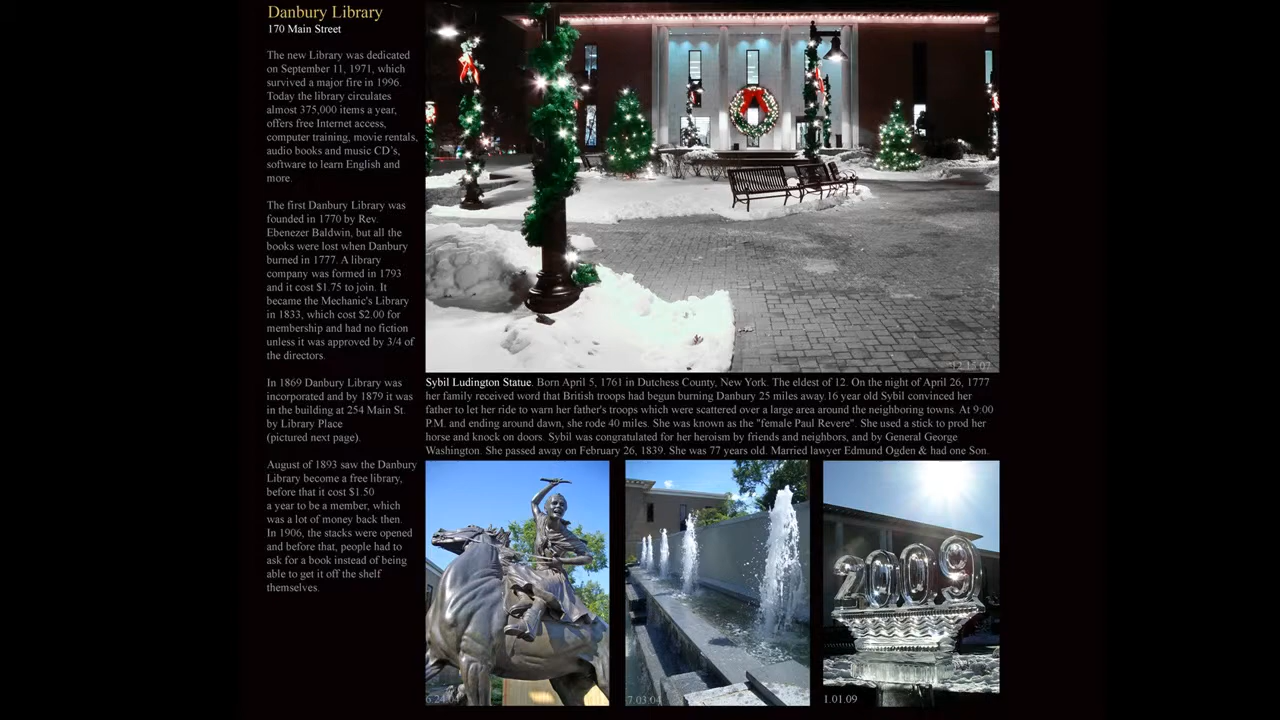 Danbury Library
170 Main Street
The new Library was dedicated
on September 11, 1971, which
survived a major fire in 1996.
Today the library circulates
almost 375,000 items a year,
offers free Internet access,
computer training, movie rentals,
audio books and music CD's,
software to learn English and
more.
The first Danbury Library was
founded in 1770 by Rev.
Ebenezer Baldwin, but all the
books were lost when Danbury
burned in 1777. A library
company was formed in 1793
and it cost $1.75 to join. It
became the Mechanic's Library
in 1833, which cost $2.00 for
membership and had no fiction
unless it was approved by 3/4 of
the directors.
In 1869 Danbury Library was
incorporated and by 1879 it was
in the building at 254 Main St.
by Library Place
(pictured next page).
August of 1893 saw the Danbury
Library become a free library,
before that it cost $1.50
a year to be a member, which
was a lot of money back then.
In 1906, the stacks were opened
and before that, people had to
ask for a book instead of being
able to get it off the shelf
themselves.
12.15.07
Sybil Ludington Statue. Born April 5, 1761 in Dutchess County, New York. The eldest of 12. On the night of April 26, 1777
her family received word that British troops had begun burning Danbury 25 miles away.16 year old Sybil convinced her
father to let her ride to warn her father's troops which were scattered over a large area around the neighboring towns. At 9:00
P.M. and ending around dawn, she rode 40 miles. She was known as the "female Paul Revere". She used a stick to prod her
horse and knock on doors. Sybil was congratulated for her heroism by friends and neighbors, and by General George
Washington. She passed away on February 26, 1839. She was 77 years old. Married lawyer Edmund Ogden & had one Son.
6.24.04
7.03.04
2009
1.01.09